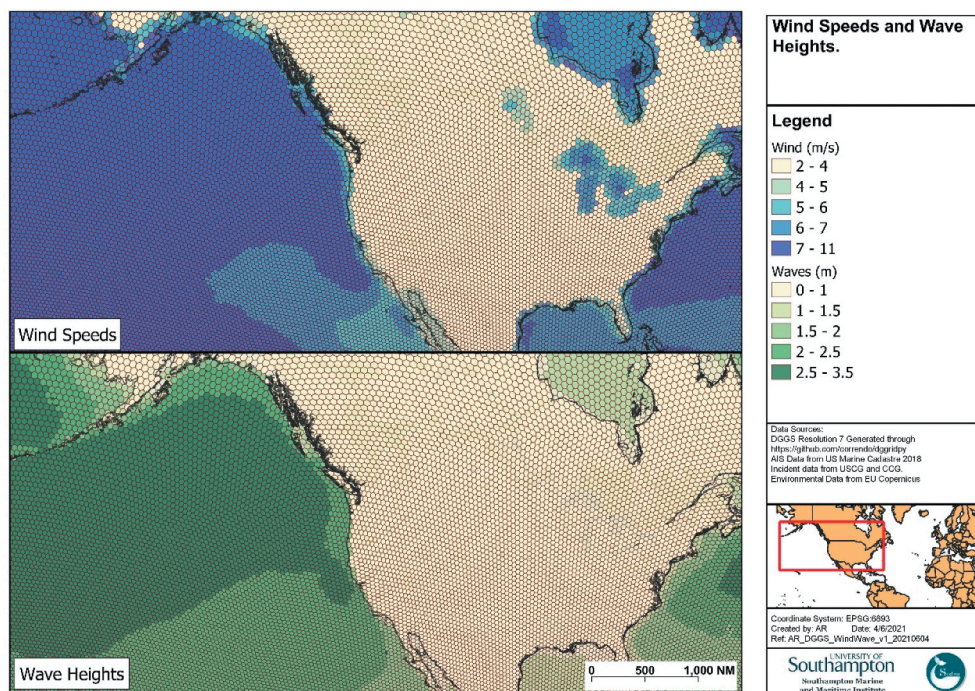 Wind Speeds
Wave Heights
0 500 1,000 NM
Wind Speeds and Wave
Heights.
Legend
Wind (m/s)
2 - 4
4 - 5
5 - 6
6 - 7
7 - 11
Waves (m)
0 - 1
1 - 1.5
1.5 - 2
2 - 2.5
2.5 - 3.5
Data Sources:
DGGS Resolution 7 Generated through
https://github.com/correndo/dggridpy
AIS Data from US Marine Cadastre 2018
Incident data from USCG and CCG.
Environmental Data from EU Copernicus
Coordinate System: EPSG:6893
Created by: AR Date: 4/6/2021
Ref: AR_DGGS_WindWave_v1_20210604
UNIVERSITY OF
Southampton
Southampton Marine
and Maritime Institute